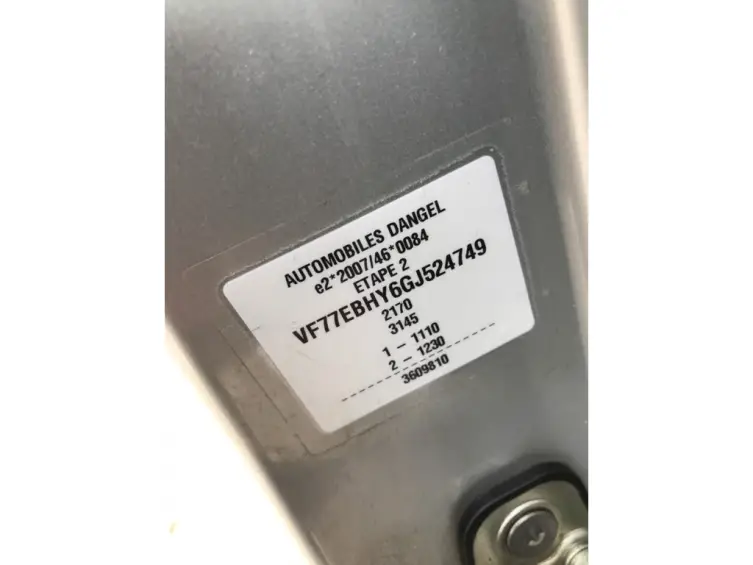 AUTOMOBILES DANGEL
e2*2007/46*0084
ETAPE 2
VF77EBHY6GJ524749
2170
3145
1 - 1110
2 - 1230
3609810